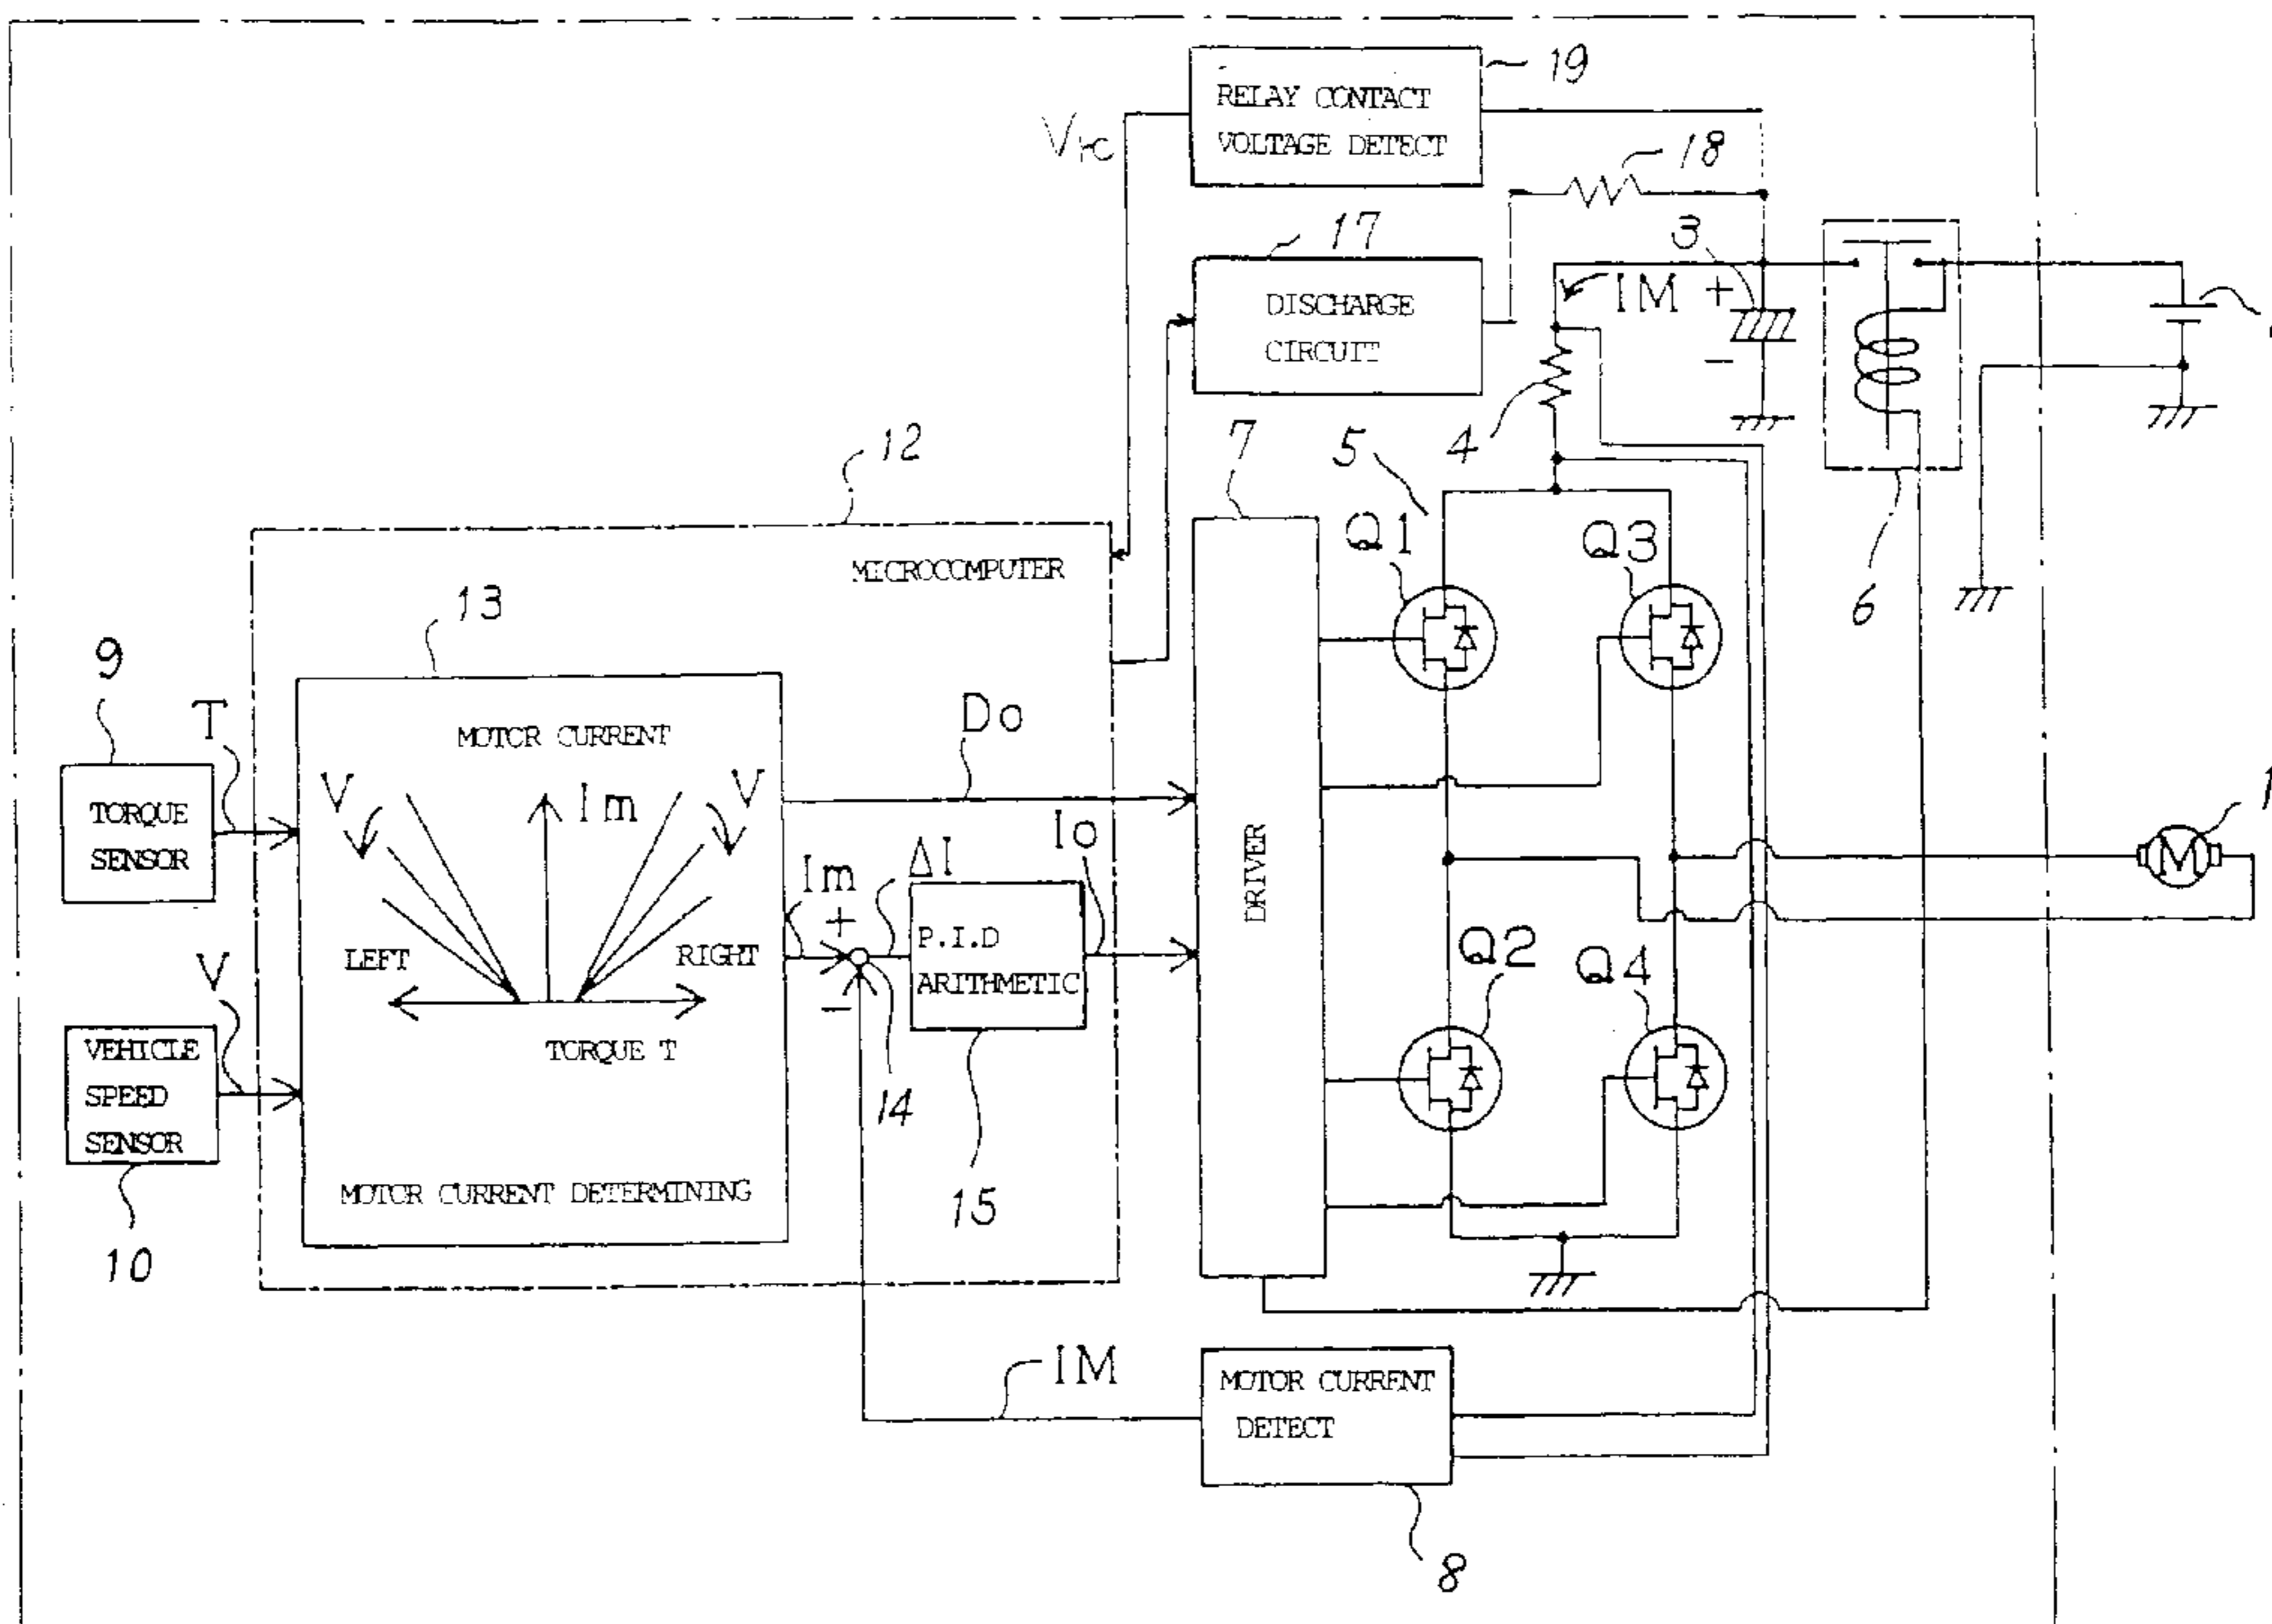 19
RELAY CONTACT
VOLTAGE DETECT
Vrc
18
17
DISCHARGE
CIRCUIT
3
IM
+
−
4
6
12
MICROCOMPUTER
7
5
Q1
Q3
DRIVER
13
MOTOR CURRENT
V
Im
V
LEFT
RIGHT
TORQUE T
MOTOR CURRENT DETERMINING
9
T
TORQUE
SENSOR
V
VEHICLE
SPEED
SENSOR
10
Do
Im
+
−
ΔI
Io
P.I.D
ARITHMETIC
14
15
Q2
Q4
1
M
IM
MOTOR CURRENT
DETECT
8